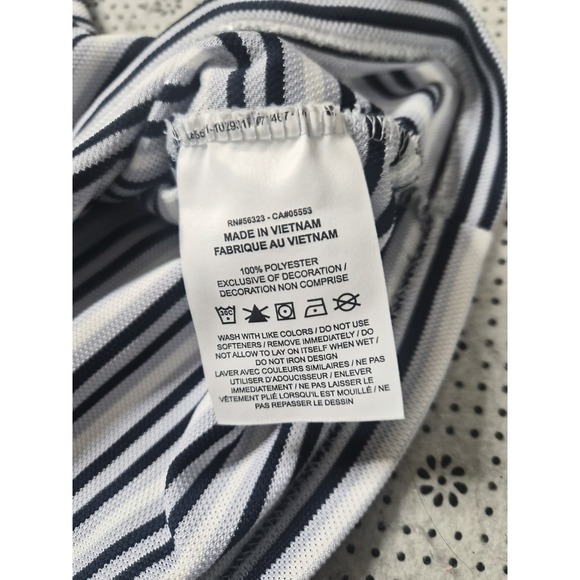 RN#56323 - CA#05553
MADE IN VIETNAM
FABRIQUE AU VIETNAM
100% POLYESTER
EXCLUSIVE OF DECORATION /
DECORATION NON COMPRISE
WASH WITH LIKE COLORS / DO NOT USE
SOFTENERS / REMOVE IMMEDIATELY / DO
NOT ALLOW TO LAY ON ITSELF WHEN WET /
DO NOT IRON DESIGN
LAVER AVEC COULEURS SIMILAIRES / NE PAS
UTILISER D'ADOUCISSEUR / ENLEVER
IMMEDIATEMENT / NE PAS LAISSER LE
VÊTEMENT PLIÉ LORSQU'IL EST MOUILLÉ / NE
PAS REPASSER LE DESSIN